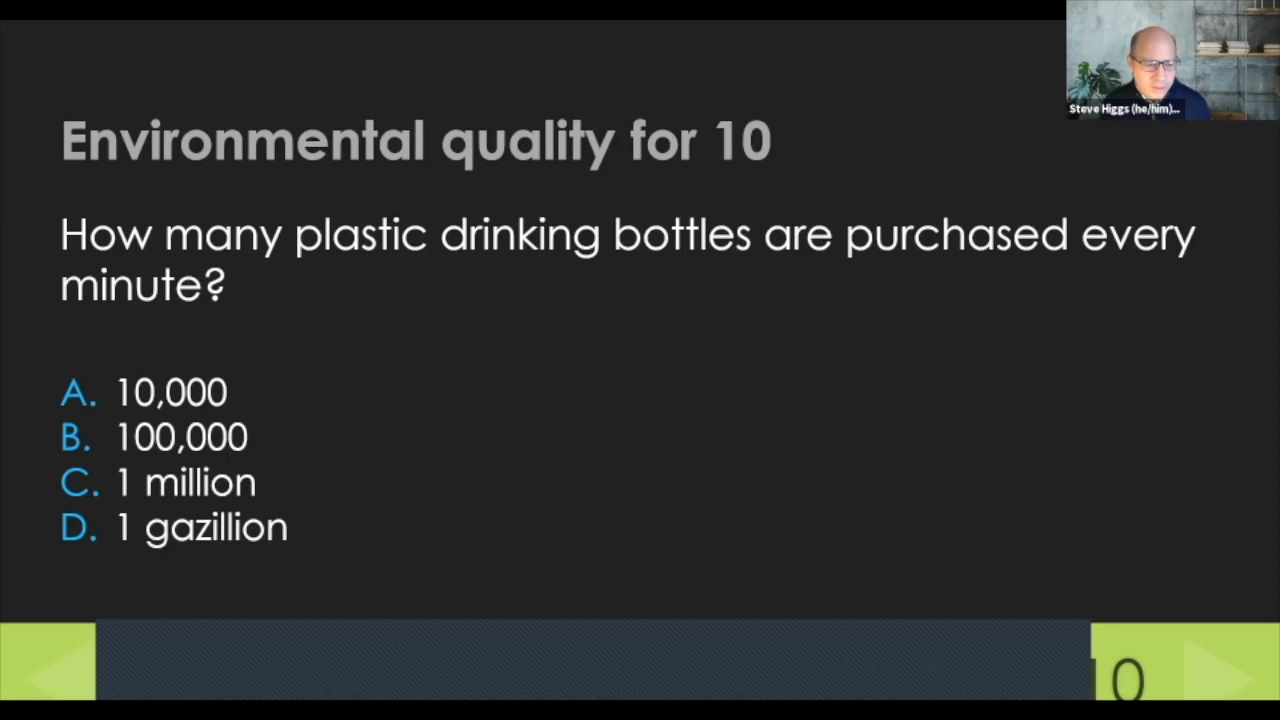 Steve Higgs (he/him)...
Environmental quality for 10
How many plastic drinking bottles are purchased every
minute?
A. 10,000
B. 100,000
C. 1 million
D. 1 gazillion
0